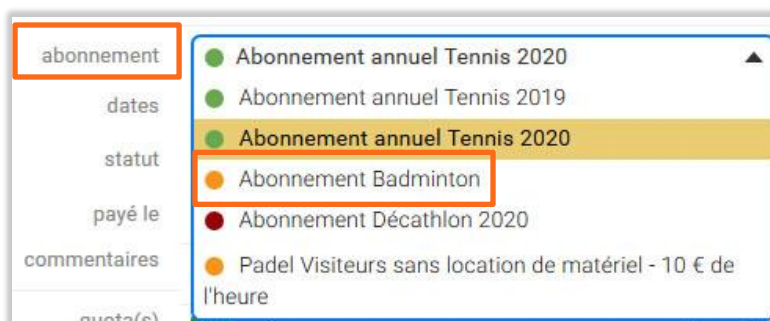 abonnement
Abonnement annuel Tennis 2020
dates
Abonnement annuel Tennis 2019
Abonnement annuel Tennis 2020
statut
Abonnement Badminton
payé le
Abonnement Décathlon 2020
commentaires
Padel Visiteurs sans location de matériel - 10 € de
l'heure
quota(s)